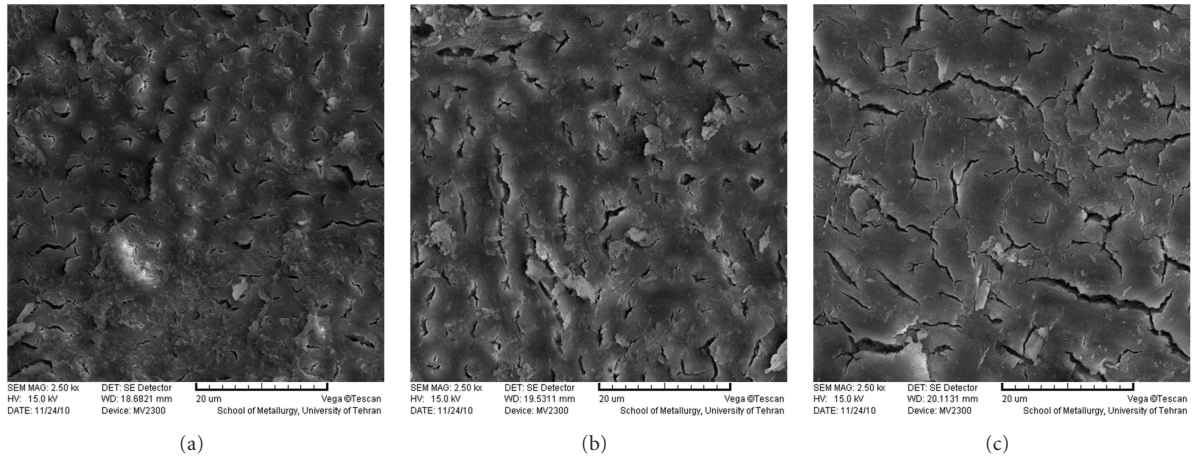 SEM MAG: 2.50 kx DET: SE Detector
HV: 15.0 kV WD: 18.6821 mm 20 um Vega ©Tescan
DATE: 11/24/10 Device: MV2300 School of Metallurgy, University of Tehran
(a)
SEM MAG: 2.50 kx DET: SE Detector
HV: 15.0 kV WD: 19.5311 mm 20 um Vega ©Tescan
DATE: 11/24/10 Device: MV2300 School of Metallurgy, University of Tehran
(b)
SEM MAG: 2.50 kx DET: SE Detector
HV: 15.0 kV WD: 20.1131 mm 20 um Vega ©Tescan
DATE: 11/24/10 Device: MV2300 School of Metallurgy, University of Tehran
(c)